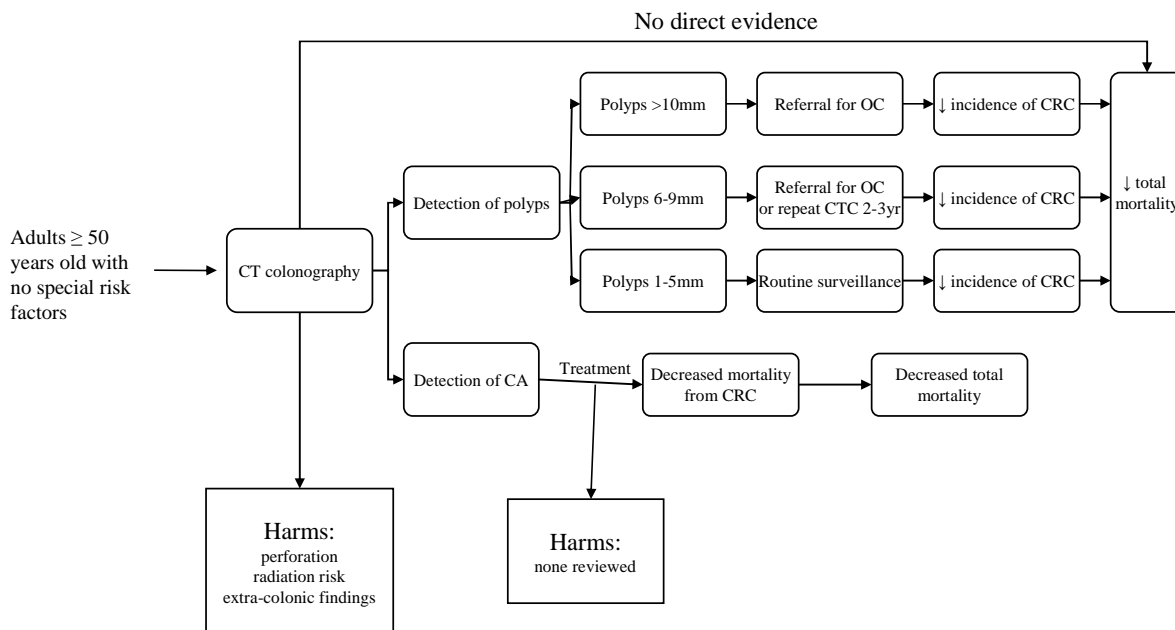 No direct evidence
Polyps >10mm
Referral for OC
↓ incidence of CRC
Detection of polyps
Polyps 6-9mm
Referral for OC
or repeat CTC 2-3yr
↓ incidence of CRC
↓ total
mortality
Adults ≥ 50
years old with
no special risk
factors
CT colonography
Polyps 1-5mm
Routine surveillance
↓ incidence of CRC
Detection of CA
Treatment
Decreased mortality
from CRC
Decreased total
mortality
Harms:
perforation
radiation risk
extra-colonic findings
Harms:
none reviewed